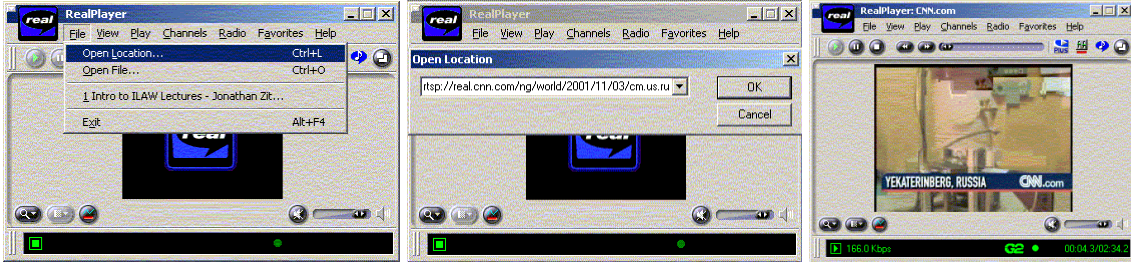 real
RealPlayer
File View Play Channels Radio Favorites Help
Open Location... Ctrl+L
Open File... Ctrl+O
1 Intro to ILAW Lectures - Jonathan Zit...
Exit Alt+F4
real
real
RealPlayer
File View Play Channels Radio Favorites Help
Open Location
rtsp://real.cnn.com/ng/world/2001/11/03/cm.us.ru
OK
Cancel
real
real
RealPlayer: CNN.com
File View Play Channels Radio Favorites Help
PLUS
YEKATERINBERG, RUSSIA CNN.com
166.0 Kbps G2 00:04.3/02:34.2